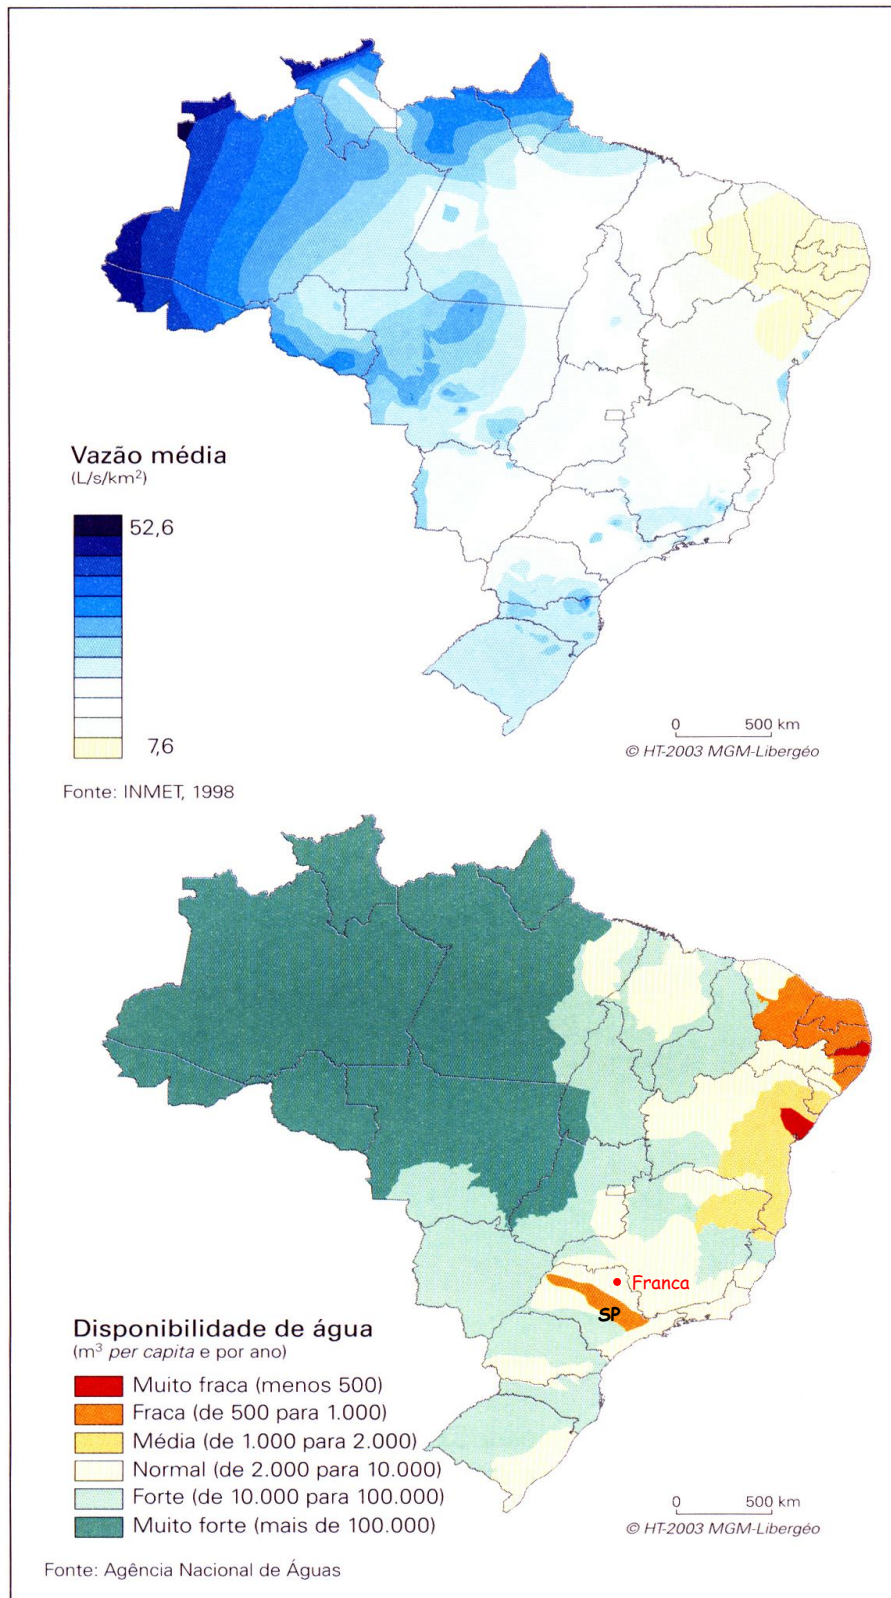 Vazão média
(L/s/km²)
52,6
7,6
0 500 km
© HT-2003 MGM-Libergéo
Fonte: INMET, 1998
Franca
SP
Disponibilidade de água
(m³ per capita e por ano)
Muito fraca (menos 500)
Fraca (de 500 para 1.000)
Média (de 1.000 para 2.000)
Normal (de 2.000 para 10.000)
Forte (de 10.000 para 100.000)
Muito forte (mais de 100.000)
0 500 km
© HT-2003 MGM-Libergéo
Fonte: Agência Nacional de Águas